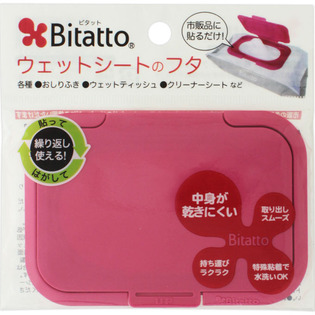 ビタット
Bitatto®
市販品に
貼るだけ!
ウェットシートのフタ
各種 ●おしりふき ●ウェットティッシュ ●クリーナーシート など
貼って
繰り返し
使える!
はがして
中身が
乾きにくい
取り出し
スムーズ
Bitatto
持ち運び
ラクラク
特殊粘着で
水洗いOK